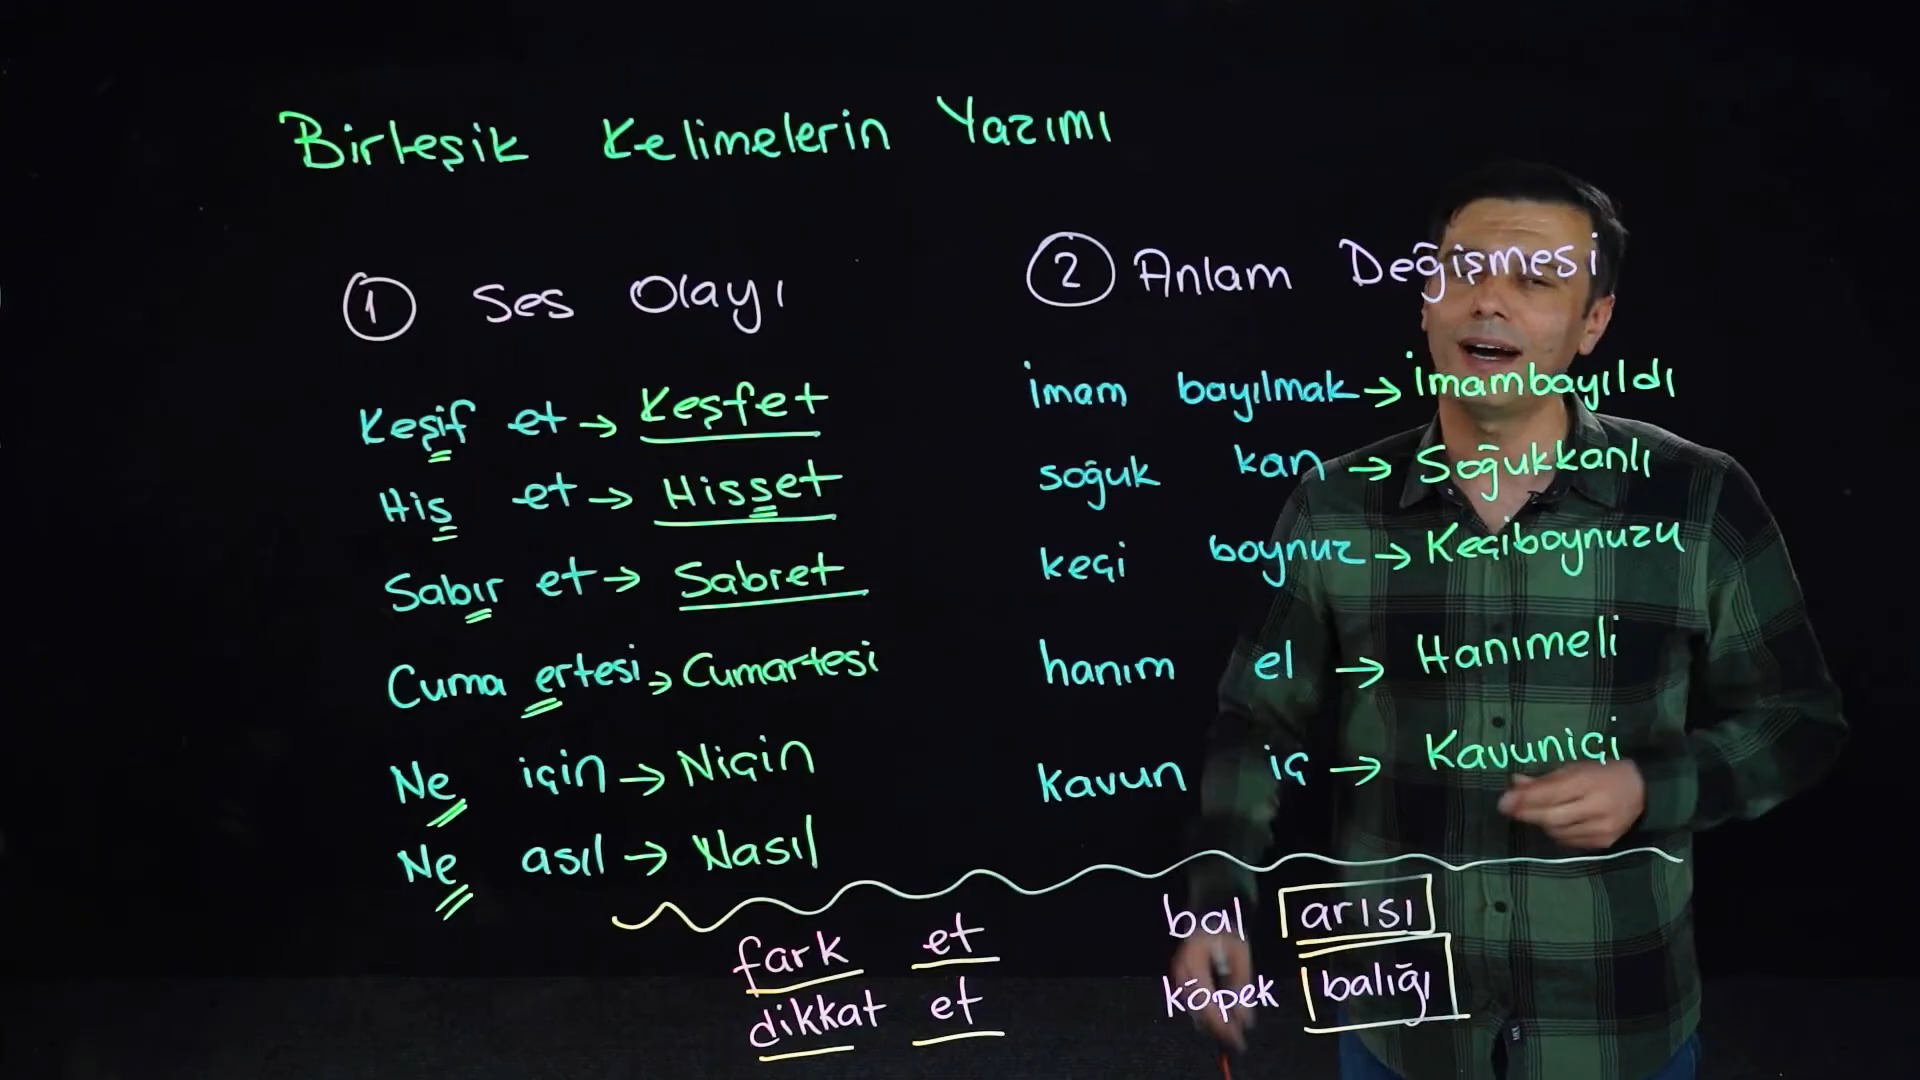 Birleşik Kelimelerin Yazımı
1 Ses Olayı
Keşif et → Keşfet
His et → Hisset
Sabır et → Sabret
Cuma ertesi → Cumartesi
Ne için → Niçin
Ne asıl → Nasıl
fark et
dikkat et
2 Anlam Değişmesi
imam bayılmak → İmambayıldı
soğuk kan → Soğukkanlı
keçi boynuz → Keçiboynuzu
hanım el → Hanımeli
kavun iç → Kavuniçi
bal arısı
köpek balığı